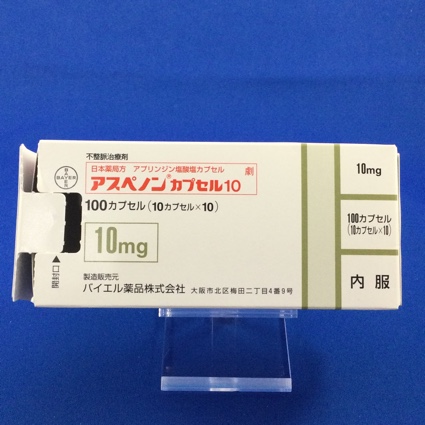 不整脈治療剤
日本薬局方 アプリンジン塩酸塩カプセル 劇
アスペノン®カプセル10
100カプセル(10カプセル×10)
10mg
製造販売元
バイエル薬品株式会社 大阪市北区梅田二丁目4番9号
BAYER
開封口
10mg
100カプセル
(10カプセル×10)
内服